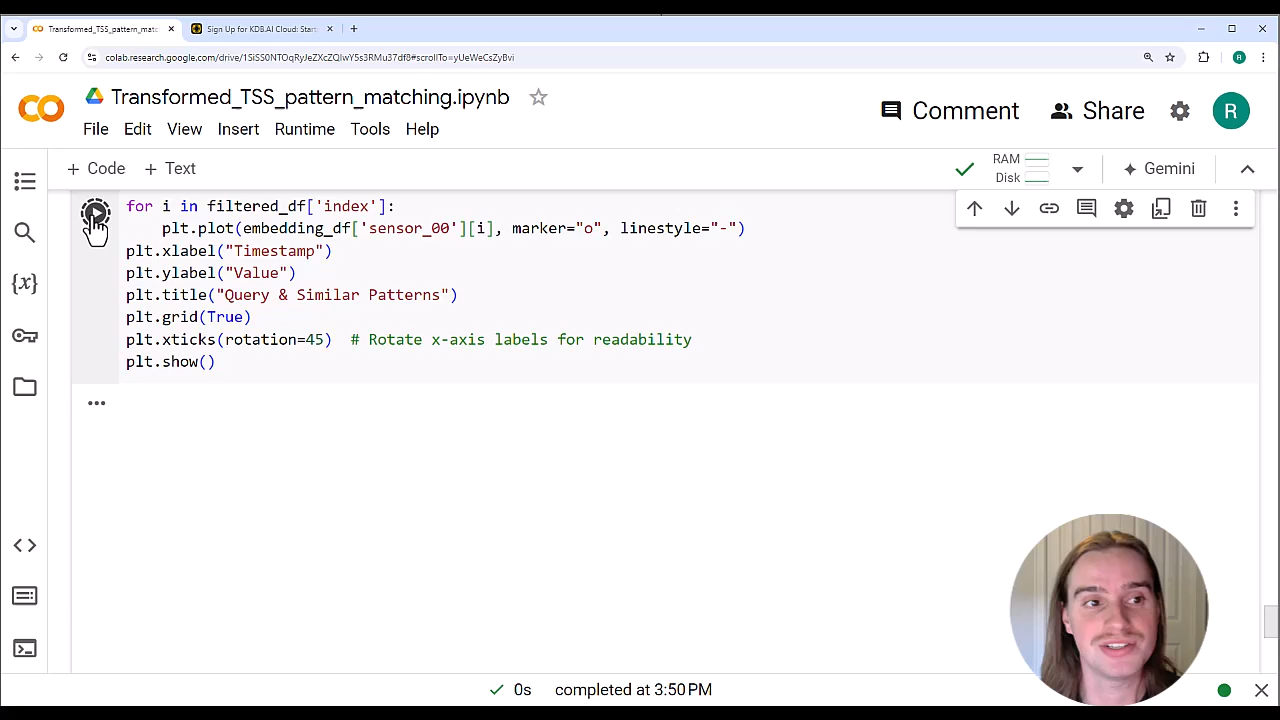 Transformed_TSS_pattern_matc
Sign Up for KDB.AI Cloud: Start
colab.research.google.com/drive/1SiSS0NTOqRyJeZXcZQIwY5s3RMu37df8#scrollTo=yUeWeCsZyBvi
Transformed_TSS_pattern_matching.ipynb
Comment
Share
R
File Edit View Insert Runtime Tools Help
+ Code + Text
RAM
Disk
Gemini
for i in filtered_df['index']:
plt.plot(embedding_df['sensor_00'][i], marker="o", linestyle="-")
plt.xlabel("Timestamp")
plt.ylabel("Value")
plt.title("Query & Similar Patterns")
plt.grid(True)
plt.xticks(rotation=45) # Rotate x-axis labels for readability
plt.show()
{x}
0s completed at 3:50 PM